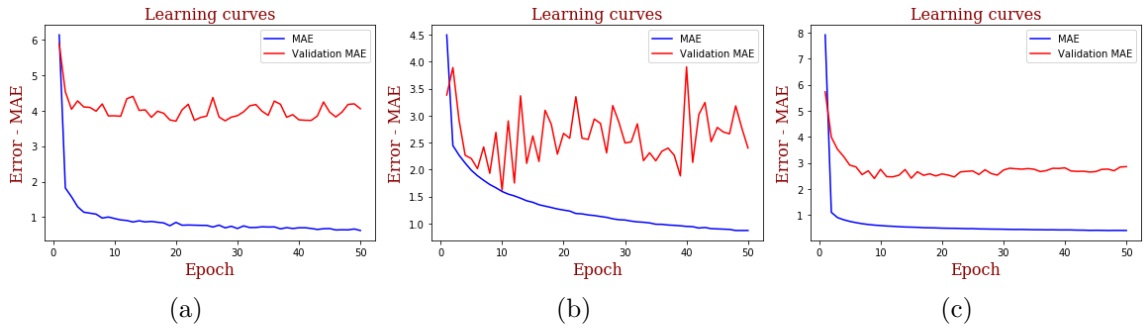 Learning curves
Error - MAE
6
5
4
3
2
1
MAE
Validation MAE
0 10 20 30 40 50
Epoch
(a)
Learning curves
Error - MAE
4.5
4.0
3.5
3.0
2.5
2.0
1.5
1.0
MAE
Validation MAE
0 10 20 30 40 50
Epoch
(b)
Learning curves
Error - MAE
8
7
6
5
4
3
2
1
MAE
Validation MAE
0 10 20 30 40 50
Epoch
(c)